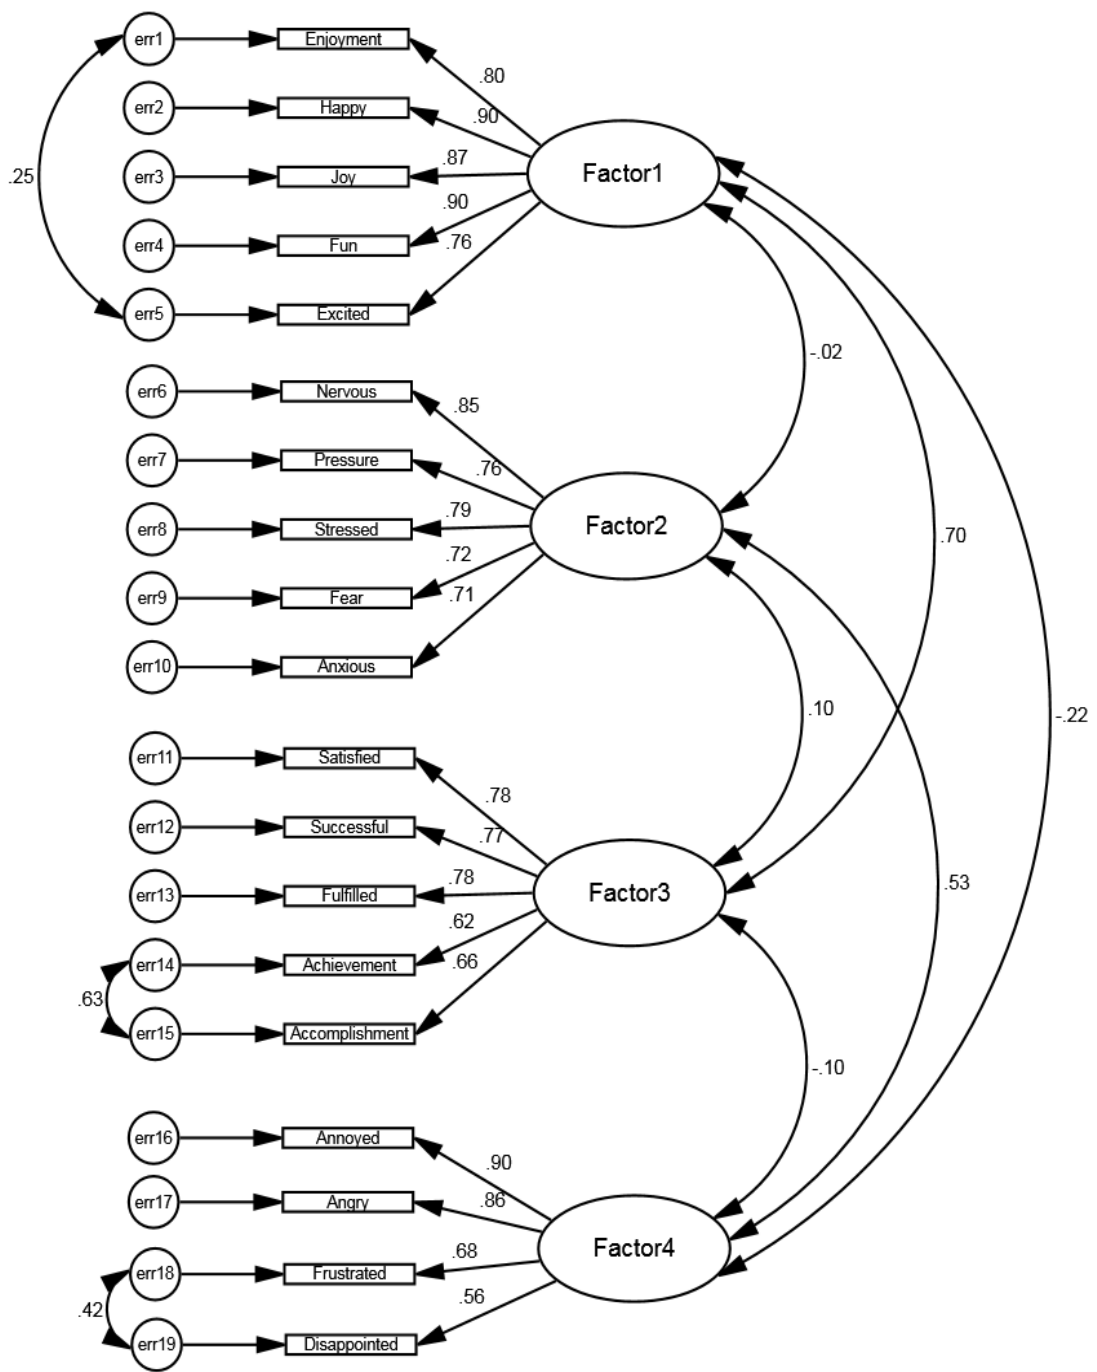 err1
Enjoyment
.80
err2
Happy
.90
err3
Joy
.87
Factor1
.25
err4
Fun
.90
err5
Excited
.76
-.02
err6
Nervous
.85
err7
Pressure
.76
err8
Stressed
.79
Factor2
.70
err9
Fear
.72
err10
Anxious
.71
.10
-.22
err11
Satisfied
.78
err12
Successful
.77
err13
Fulfilled
.78
Factor3
.53
err14
Achievement
.62
.63
err15
Accomplishment
.66
-.10
err16
Annoyed
.90
err17
Angry
.86
Factor4
err18
Frustrated
.68
.42
err19
Disappointed
.56